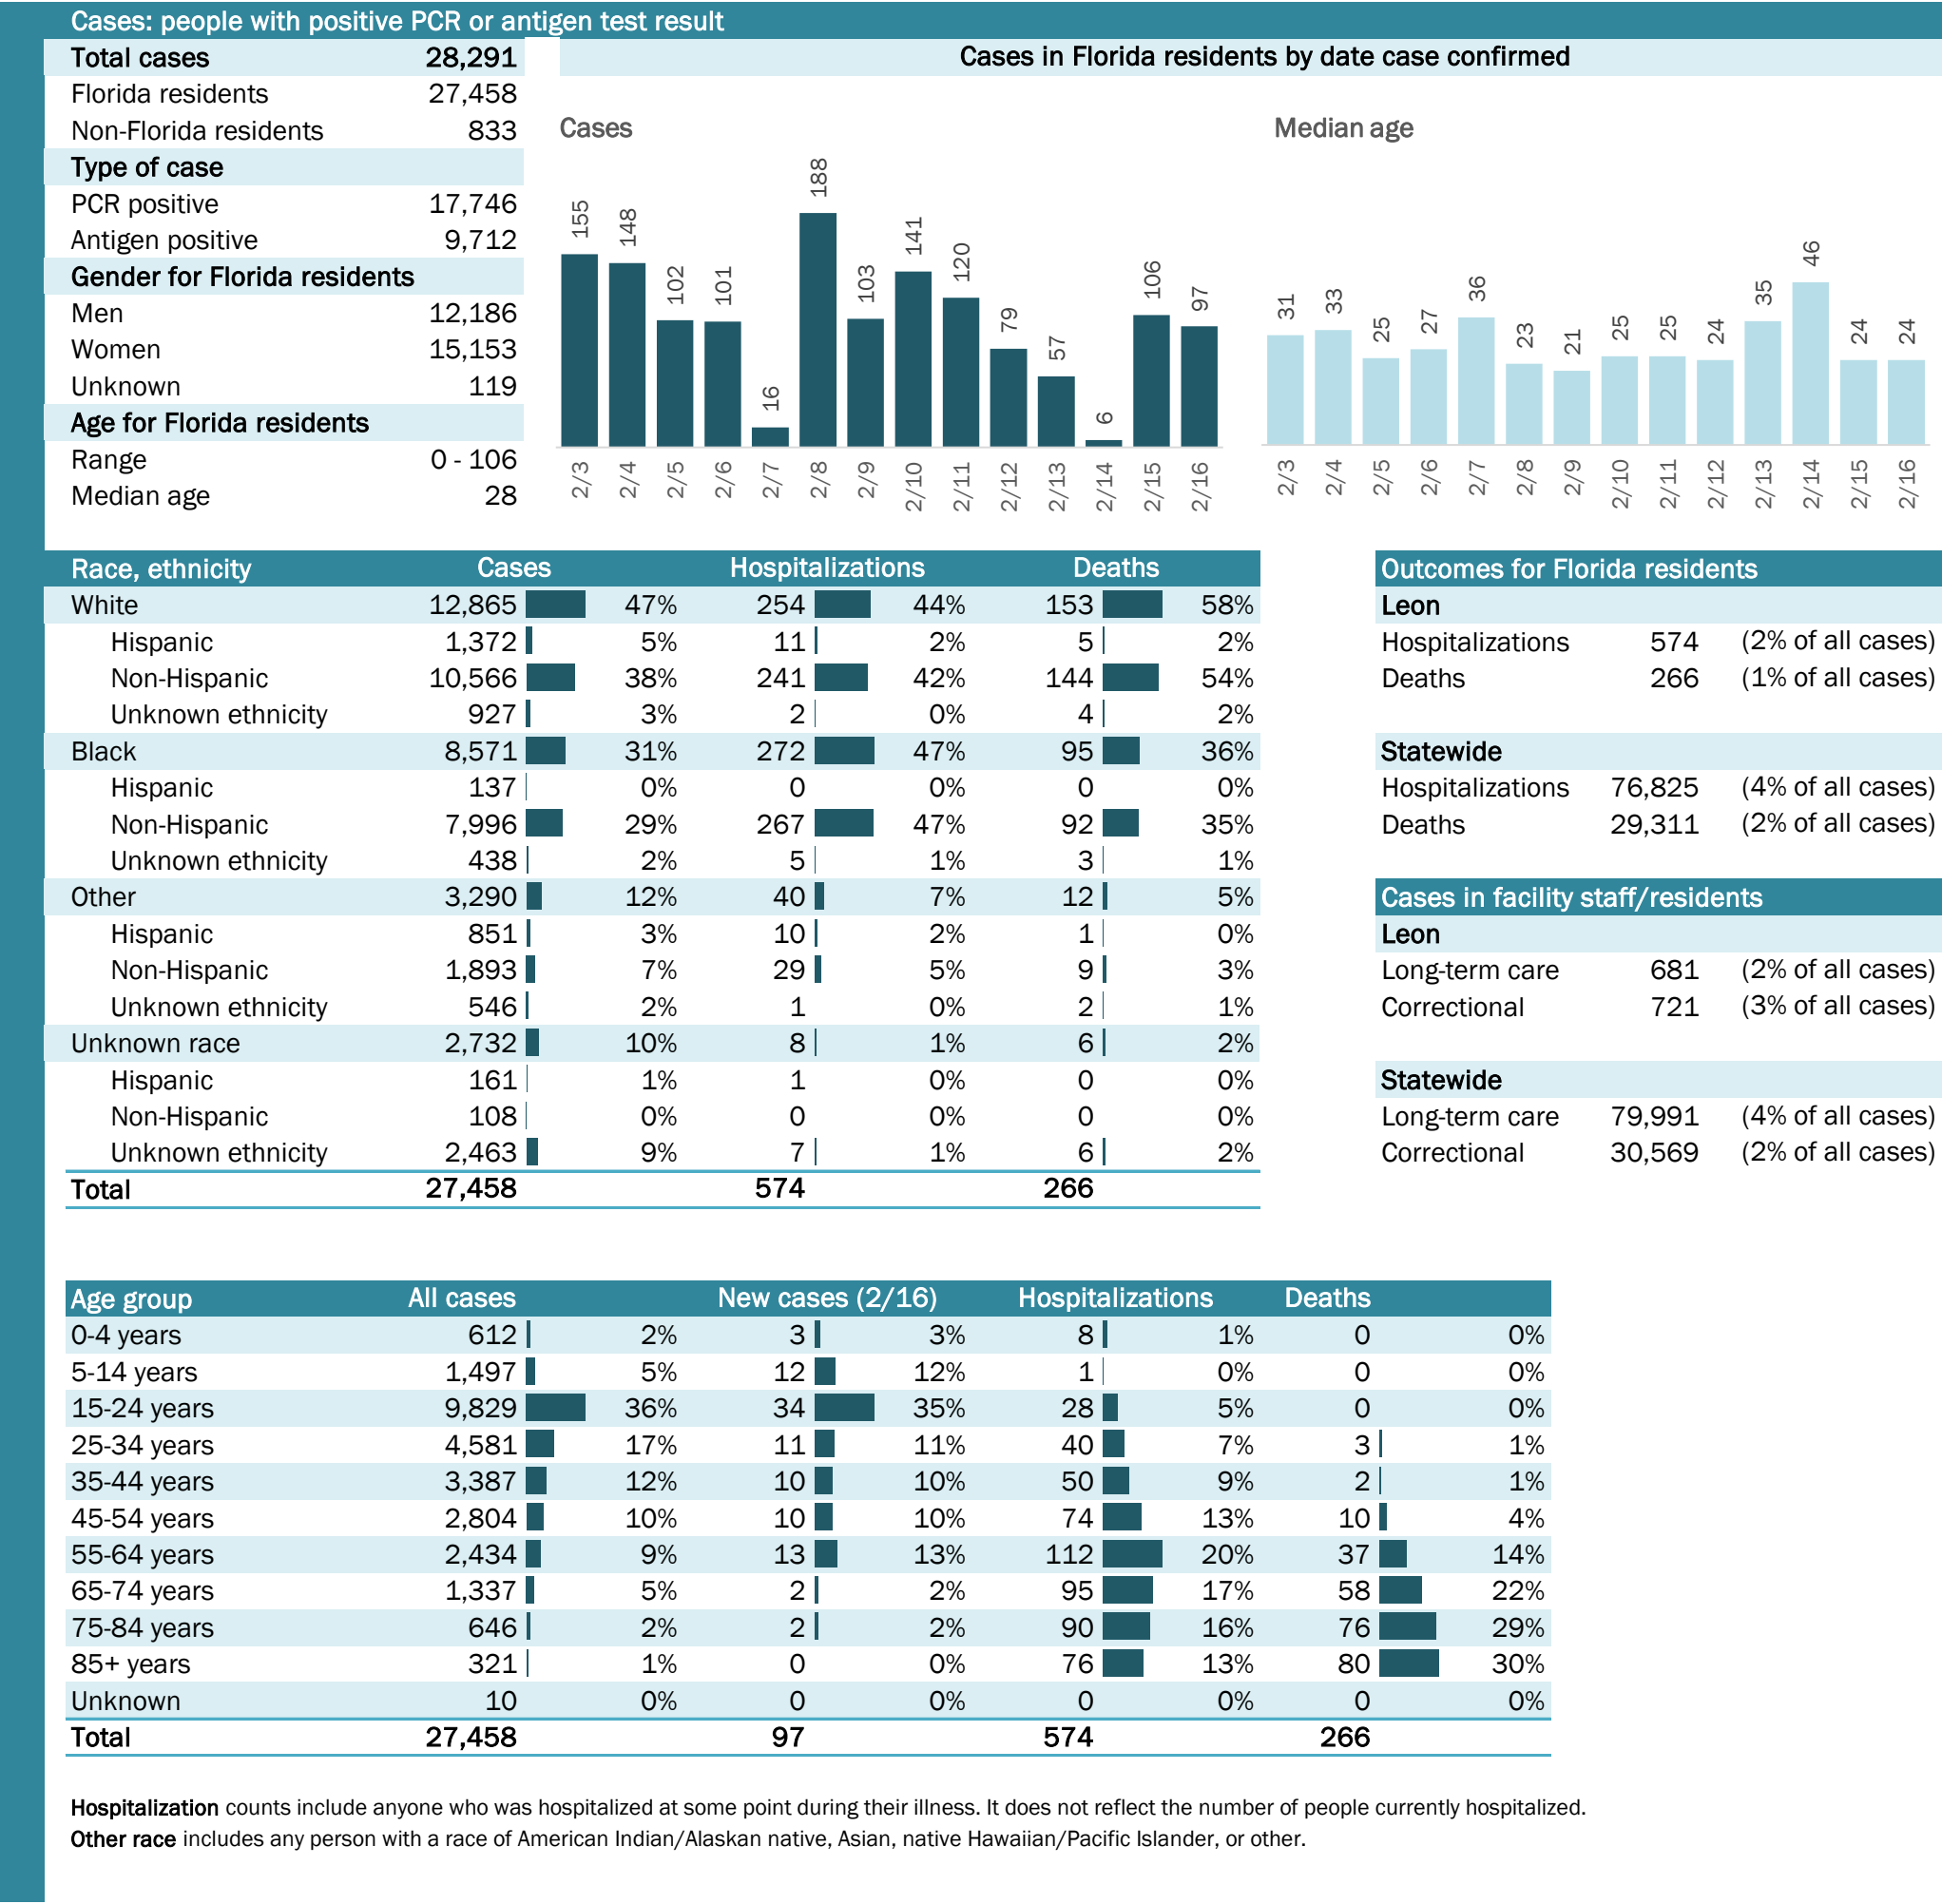 Cases: people with positive PCR or antigen test result
Total cases 28,291
Florida residents 27,458
Non-Florida residents 833
Type of case
PCR positive 17,746
Antigen positive 9,712
Gender for Florida residents
Men 12,186
Women 15,153
Unknown 119
Age for Florida residents
Range 0 - 106
Median age 28
Cases in Florida residents by date case confirmed
Cases
155 148 102 101 16 188 103 141 120 79 57 6 106 97
2/3 2/4 2/5 2/6 2/7 2/8 2/9 2/10 2/11 2/12 2/13 2/14 2/15 2/16
Median age
31 33 25 27 36 23 21 25 25 24 35 46 24 24
2/3 2/4 2/5 2/6 2/7 2/8 2/9 2/10 2/11 2/12 2/13 2/14 2/15 2/16
Race, ethnicity Cases Hospitalizations Deaths
White 12,865 47% 254 44% 153 58%
Hispanic 1,372 5% 11 2% 5 2%
Non-Hispanic 10,566 38% 241 42% 144 54%
Unknown ethnicity 927 3% 2 0% 4 2%
Black 8,571 31% 272 47% 95 36%
Hispanic 137 0% 0 0% 0 0%
Non-Hispanic 7,996 29% 267 47% 92 35%
Unknown ethnicity 438 2% 5 1% 3 1%
Other 3,290 12% 40 7% 12 5%
Hispanic 851 3% 10 2% 1 0%
Non-Hispanic 1,893 7% 29 5% 9 3%
Unknown ethnicity 546 2% 1 0% 2 1%
Unknown race 2,732 10% 8 1% 6 2%
Hispanic 161 1% 1 0% 0 0%
Non-Hispanic 108 0% 0 0% 0 0%
Unknown ethnicity 2,463 9% 7 1% 6 2%
Total 27,458 574 266
Outcomes for Florida residents
Leon
Hospitalizations 574 (2% of all cases)
Deaths 266 (1% of all cases)
Statewide
Hospitalizations 76,825 (4% of all cases)
Deaths 29,311 (2% of all cases)
Cases in facility staff/residents
Leon
Long-term care 681 (2% of all cases)
Correctional 721 (3% of all cases)
Statewide
Long-term care 79,991 (4% of all cases)
Correctional 30,569 (2% of all cases)
Age group All cases New cases (2/16) Hospitalizations Deaths
0-4 years 612 2% 3 3% 8 1% 0 0%
5-14 years 1,497 5% 12 12% 1 0% 0 0%
15-24 years 9,829 36% 34 35% 28 5% 0 0%
25-34 years 4,581 17% 11 11% 40 7% 3 1%
35-44 years 3,387 12% 10 10% 50 9% 2 1%
45-54 years 2,804 10% 10 10% 74 13% 10 4%
55-64 years 2,434 9% 13 13% 112 20% 37 14%
65-74 years 1,337 5% 2 2% 95 17% 58 22%
75-84 years 646 2% 2 2% 90 16% 76 29%
85+ years 321 1% 0 0% 76 13% 80 30%
Unknown 10 0% 0 0% 0 0% 0 0%
Total 27,458 97 574 266
Hospitalization counts include anyone who was hospitalized at some point during their illness. It does not reflect the number of people currently hospitalized.
Other race includes any person with a race of American Indian/Alaskan native, Asian, native Hawaiian/Pacific Islander, or other.